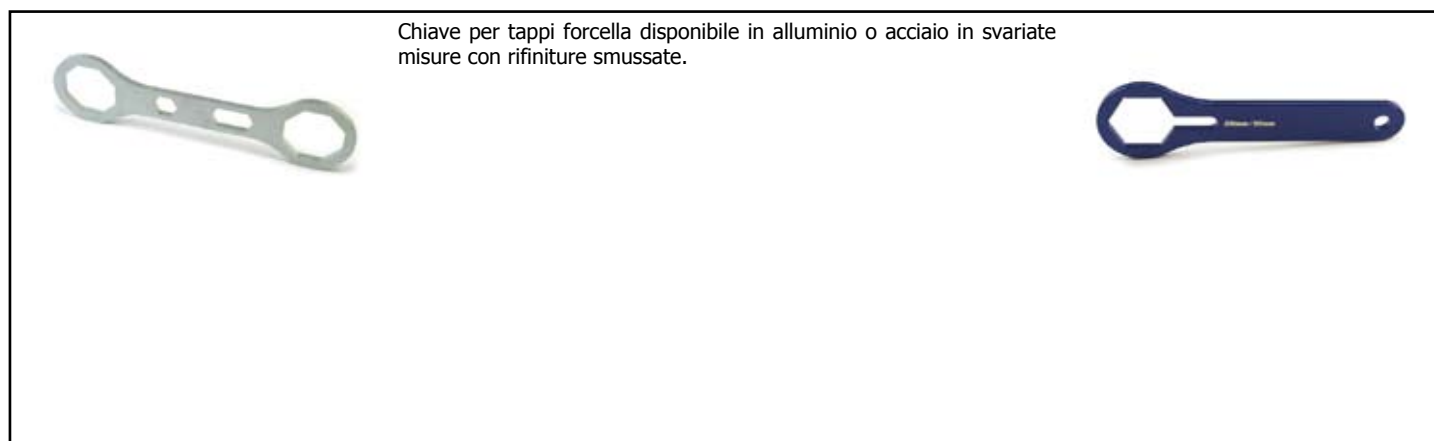 Chiave per tappi forcella disponibile in alluminio o acciaio in svariate
misure con rifiniture smussate.